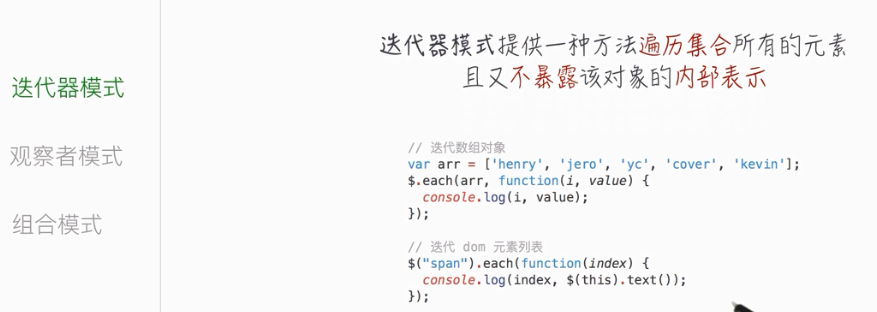 迭代器模式提供一种方法遍历集合所有的元素
且又不暴露该对象的内部表示
迭代器模式
观察者模式
组合模式
// 迭代数组对象
var arr = ['henry', 'jero', 'yc', 'cover', 'kevin'];
$.each(arr, function(i, value) {
  console.log(i, value);
});
// 迭代 dom 元素列表
$("span").each(function(index) {
  console.log(index, $(this).text());
});